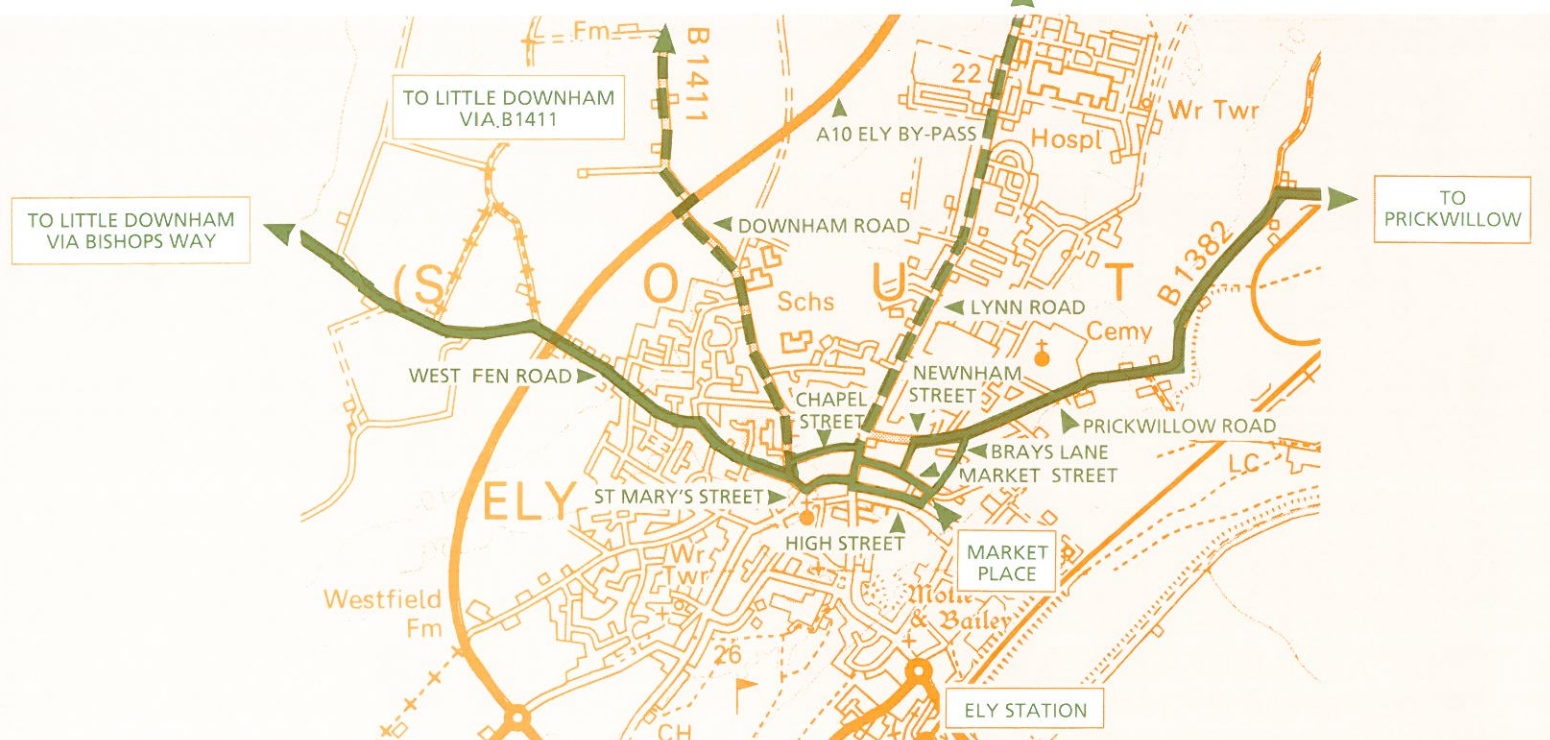 Fm
B1411
TO LITTLE DOWNHAM
VIA B1411
22
A10 ELY BY-PASS
Hospl
Wr Twr
TO LITTLE DOWNHAM
VIA BISHOPS WAY
DOWNHAM ROAD
TO
PRICKWILLOW
B1382
(S
O
U
T
Schs
LYNN ROAD
Cemy
WEST FEN ROAD
NEWNHAM
STREET
CHAPEL
STREET
PRICKWILLOW ROAD
BRAYS LANE
MARKET STREET
LC
ELY
ST MARY'S STREET
HIGH STREET
MARKET
PLACE
Wr
Twr
Westfield
Fm
Motte
& Bailey
26
ELY STATION
CH